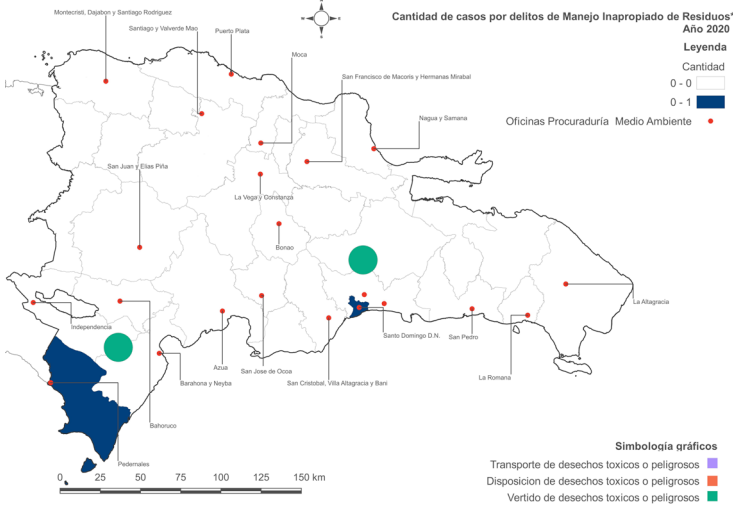 Cantidad de casos por delitos de Manejo Inapropiado de Residuos*
Año 2020
Leyenda
Cantidad
0 - 0
0 - 1
Oficinas Procuraduría Medio Ambiente
Montecristi, Dajabon y Santiago Rodriguez
Santiago y Valverde Mao
Puerto Plata
Moca
San Francisco de Macoris y Hermanas Mirabal
Nagua y Samana
San Juan y Elias Piña
La Vega y Constanza
Bonao
La Altagracia
Independencia
Santo Domingo D.N.
San Pedro
Azua
San Jose de Ocoa
La Romana
Barahona y Neyba
San Cristobal, Villa Altagracia y Bani
Bahoruco
Pedernales
0 25 50 75 100 150 km
Simbología gráficos
Transporte de desechos toxicos o peligrosos
Disposicion de desechos toxicos o peligrosos
Vertido de desechos toxicos o peligrosos